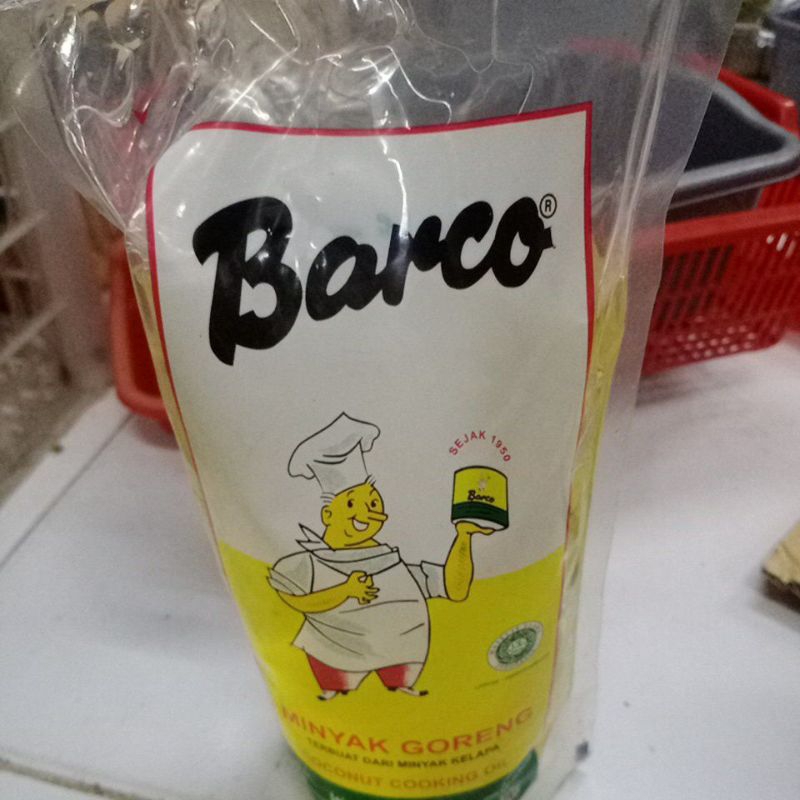 Barco®
SEJAK 1950
Barco
MINYAK GORENG
TERBUAT DARI MINYAK KELAPA
COCONUT COOKING OIL